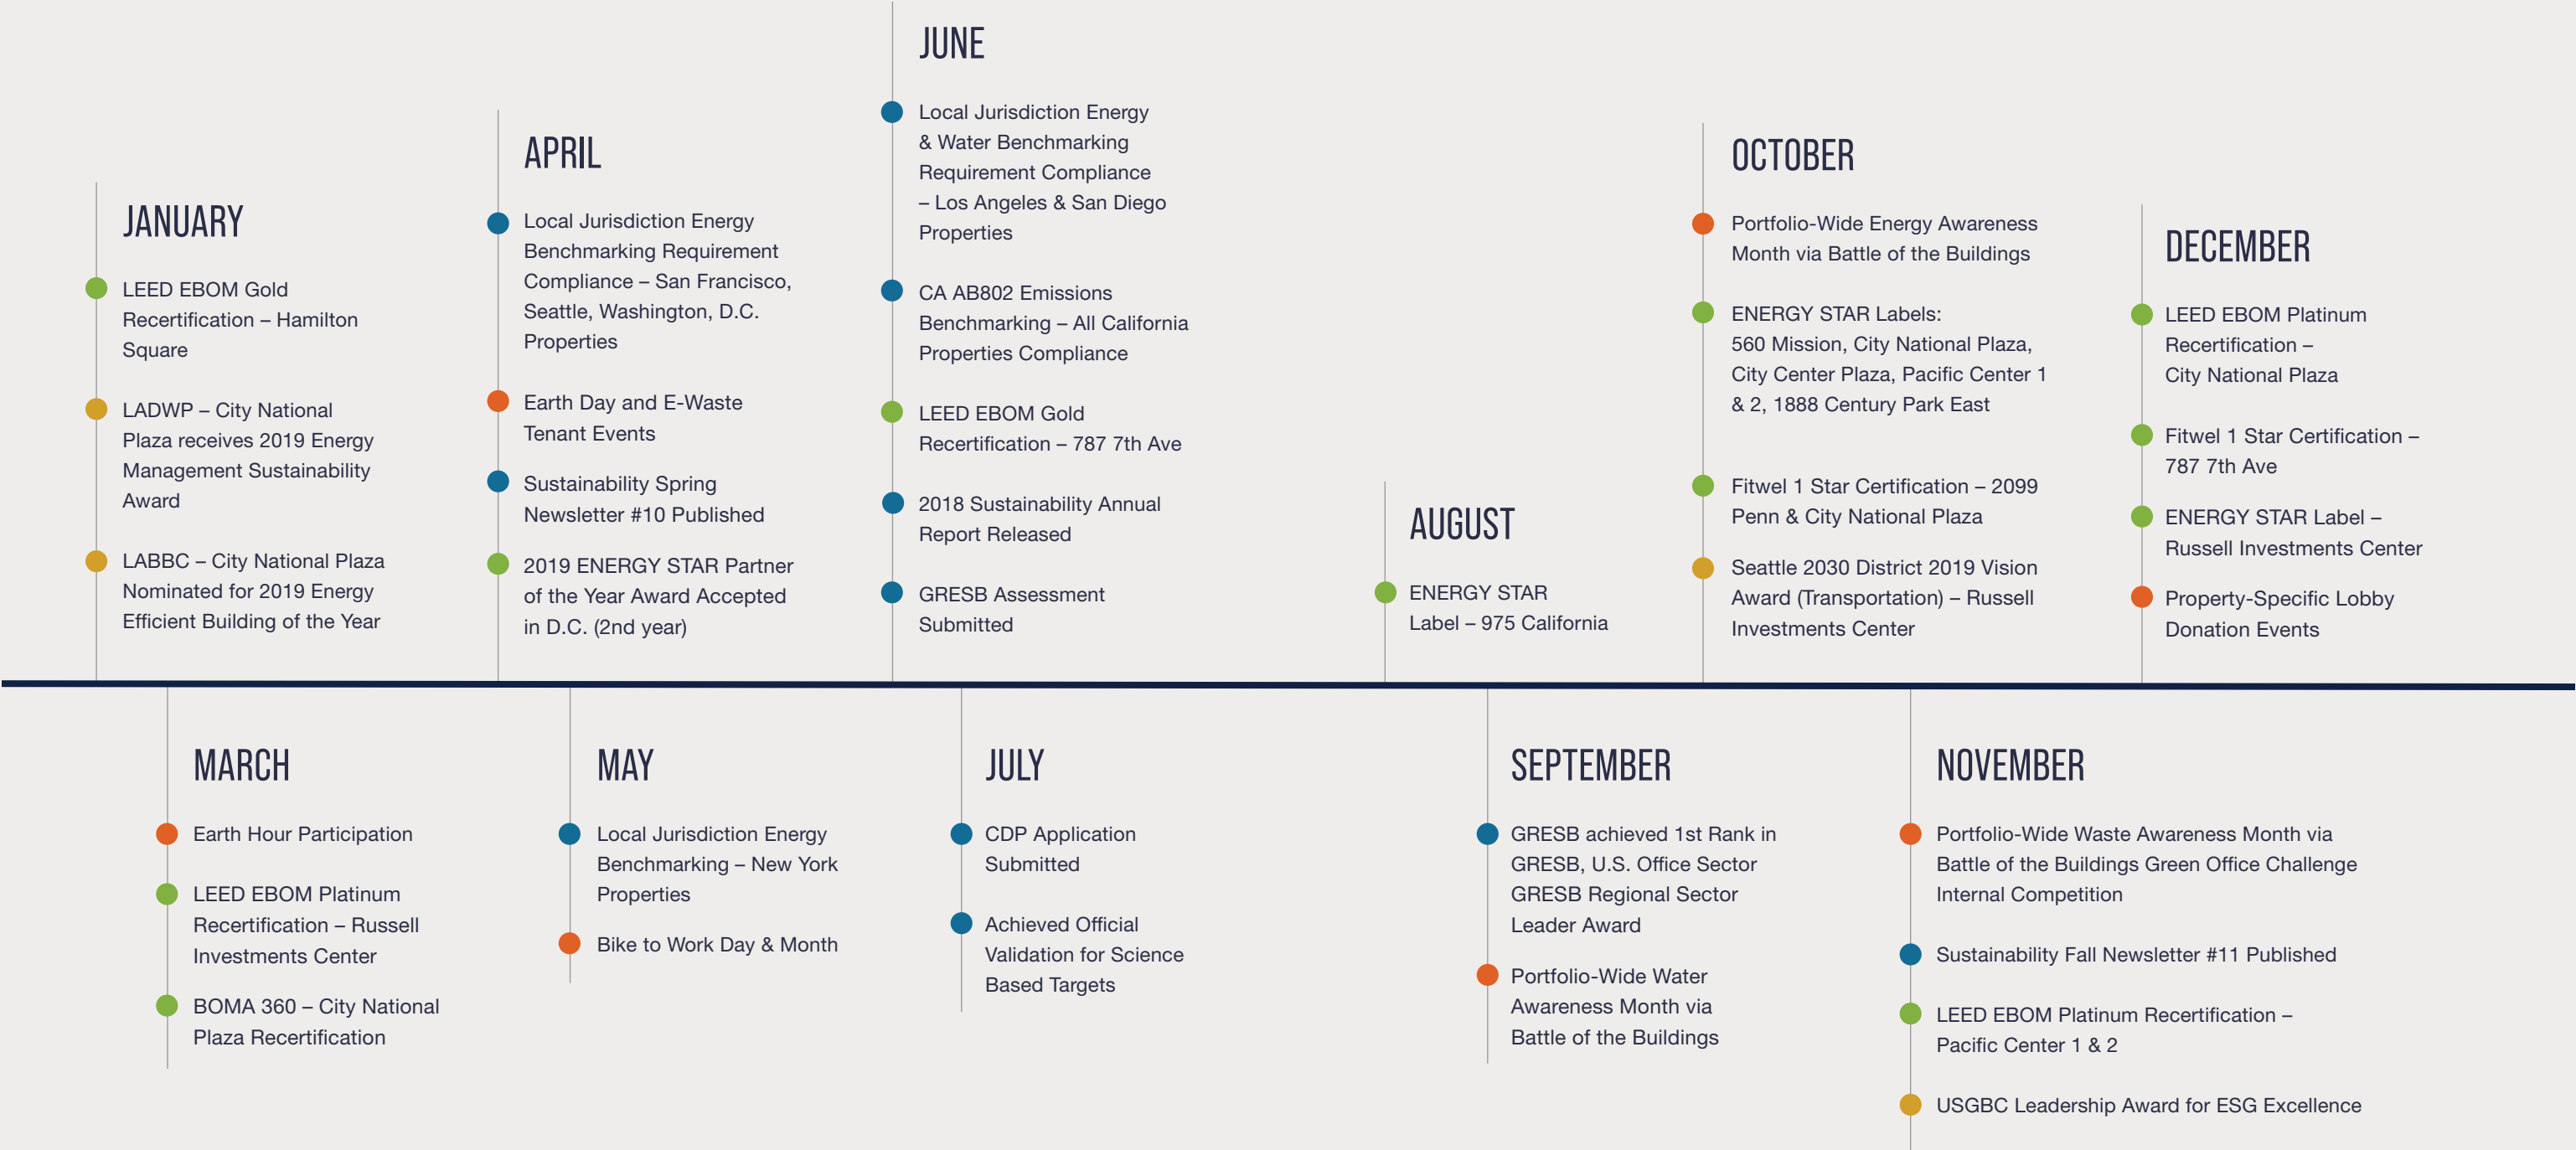 JANUARY
LEED EBOM Gold
Recertification – Hamilton
Square
LADWP – City National
Plaza receives 2019 Energy
Management Sustainability
Award
LABBC – City National Plaza
Nominated for 2019 Energy
Efficient Building of the Year
MARCH
Earth Hour Participation
LEED EBOM Platinum
Recertification – Russell
Investments Center
BOMA 360 – City National
Plaza Recertification
APRIL
Local Jurisdiction Energy
Benchmarking Requirement
Compliance – San Francisco,
Seattle, Washington, D.C.
Properties
Earth Day and E-Waste
Tenant Events
Sustainability Spring
Newsletter #10 Published
2019 ENERGY STAR Partner
of the Year Award Accepted
in D.C. (2nd year)
MAY
Local Jurisdiction Energy
Benchmarking – New York
Properties
Bike to Work Day & Month
JUNE
Local Jurisdiction Energy
& Water Benchmarking
Requirement Compliance
– Los Angeles & San Diego
Properties
CA AB802 Emissions
Benchmarking – All California
Properties Compliance
LEED EBOM Gold
Recertification – 787 7th Ave
2018 Sustainability Annual
Report Released
GRESB Assessment
Submitted
JULY
CDP Application
Submitted
Achieved Official
Validation for Science
Based Targets
AUGUST
ENERGY STAR
Label – 975 California
SEPTEMBER
GRESB achieved 1st Rank in
GRESB, U.S. Office Sector
GRESB Regional Sector
Leader Award
Portfolio-Wide Water
Awareness Month via
Battle of the Buildings
OCTOBER
Portfolio-Wide Energy Awareness
Month via Battle of the Buildings
ENERGY STAR Labels:
560 Mission, City National Plaza,
City Center Plaza, Pacific Center 1
& 2, 1888 Century Park East
Fitwel 1 Star Certification – 2099
Penn & City National Plaza
Seattle 2030 District 2019 Vision
Award (Transportation) – Russell
Investments Center
NOVEMBER
Portfolio-Wide Waste Awareness Month via
Battle of the Buildings Green Office Challenge
Internal Competition
Sustainability Fall Newsletter #11 Published
LEED EBOM Platinum Recertification –
Pacific Center 1 & 2
USGBC Leadership Award for ESG Excellence
DECEMBER
LEED EBOM Platinum
Recertification –
City National Plaza
Fitwel 1 Star Certification –
787 7th Ave
ENERGY STAR Label –
Russell Investments Center
Property-Specific Lobby
Donation Events